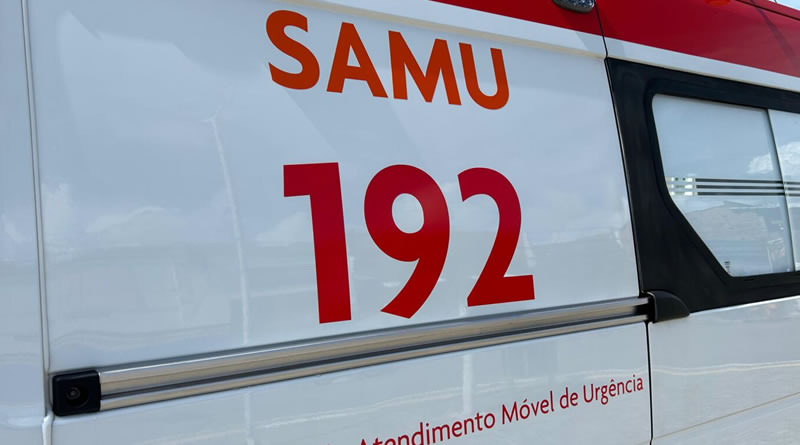 SAMU
192
Atendimento Móvel de Urgência